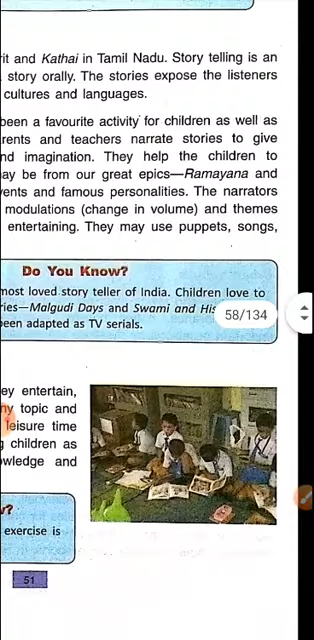 rit and Kathai in Tamil Nadu. Story telling is an
story orally. The stories expose the listeners
cultures and languages.
been a favourite activity for children as well as
rents and teachers narrate stories to give
nd imagination. They help the children to
ay be from our great epics—Ramayana and
vents and famous personalities. The narrators
modulations (change in volume) and themes
entertaining. They may use puppets, songs,
Do You Know?
most loved story teller of India. Children love to
ries—Malgudi Days and Swami and His
58/134
been adapted as TV serials.
ey entertain,
ny topic and
leisure time
g children as
owledge and
w?
exercise is
51